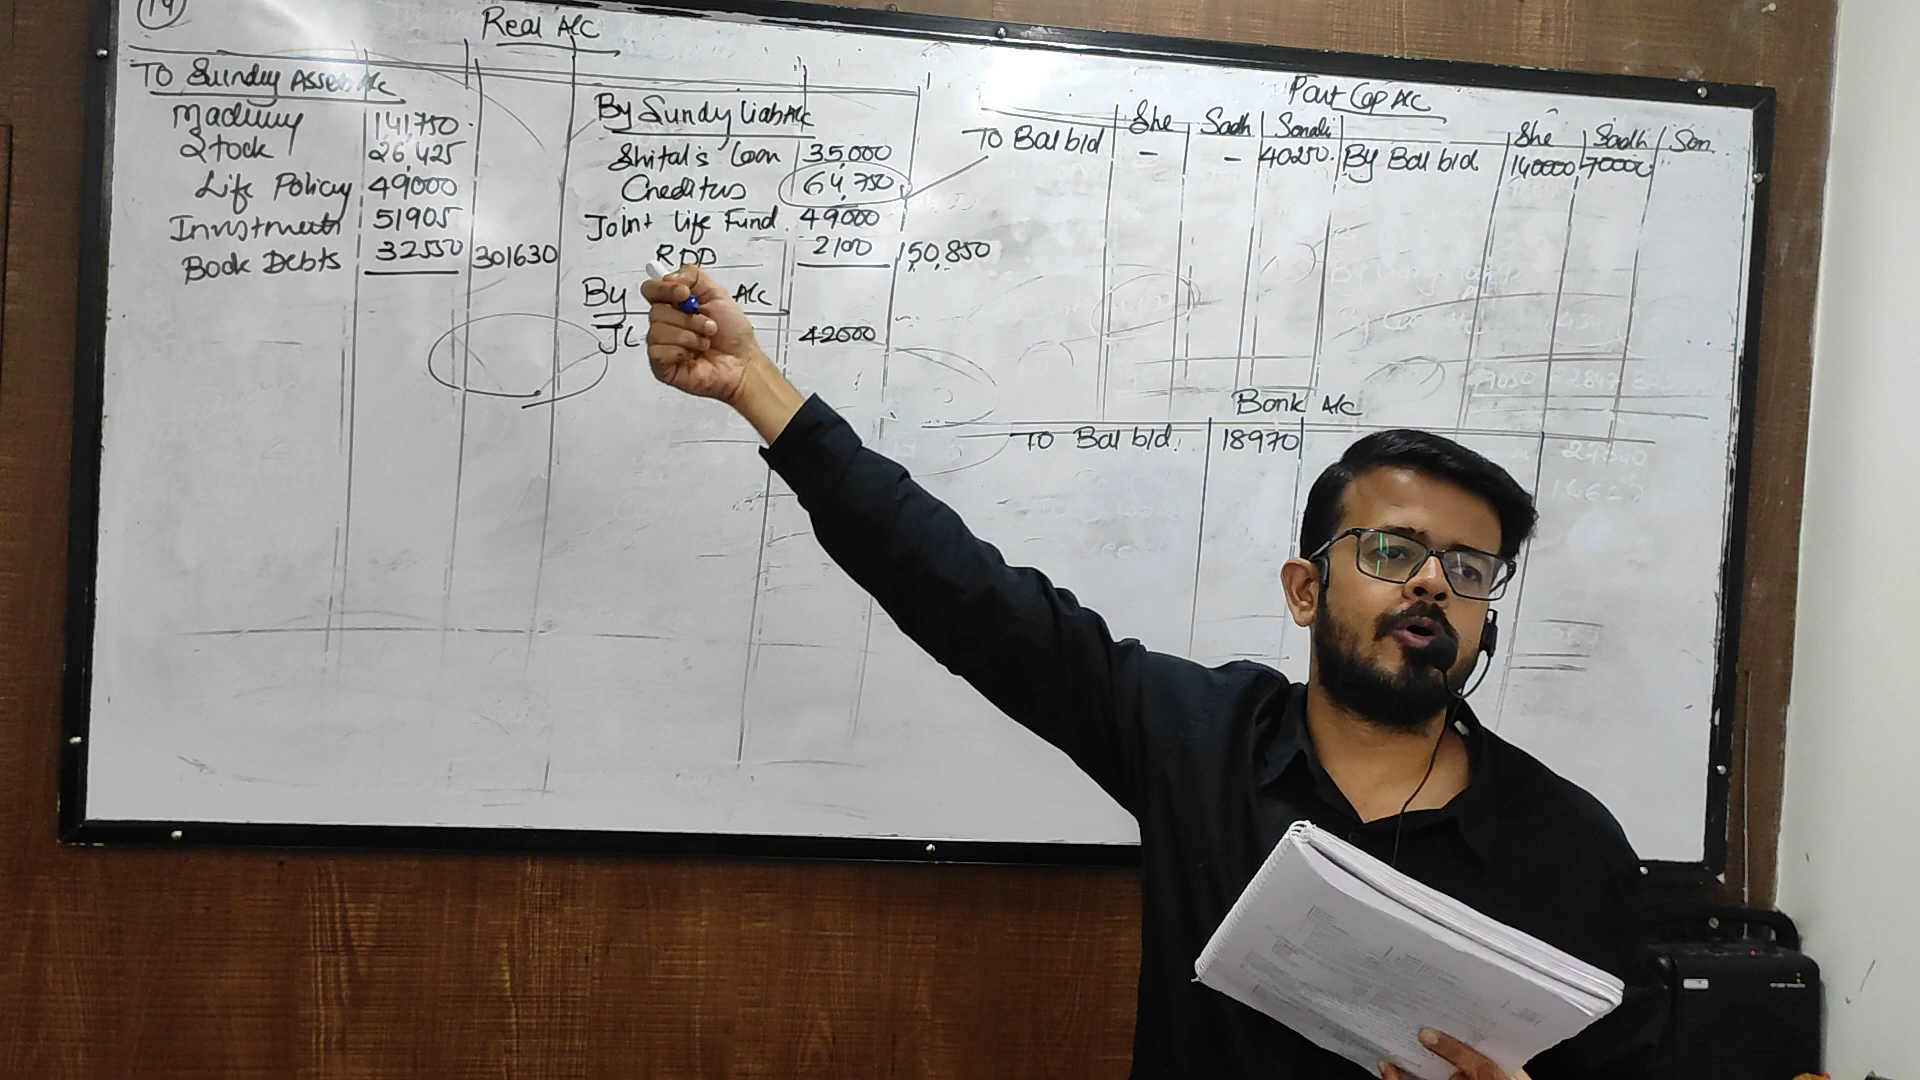 14
Real A/c
To Sundry Assets A/c
Machinery 141,750
Stock 26,425
Life Policy 49000
Investments 51905
Book Debts 32550 301630
By Sundry Liab A/c
Shital's Loan 35,000
Creditors 64,750
Joint Life Fund 49000
RDD 2100 150,850
By A/c
JL 42000
Part Cap A/c
She Sadh Sonali She Sadh Son
To Bal b/d - - 40250 By Bal b/d 140000 70000
Bank A/c
To Bal b/d. 18970